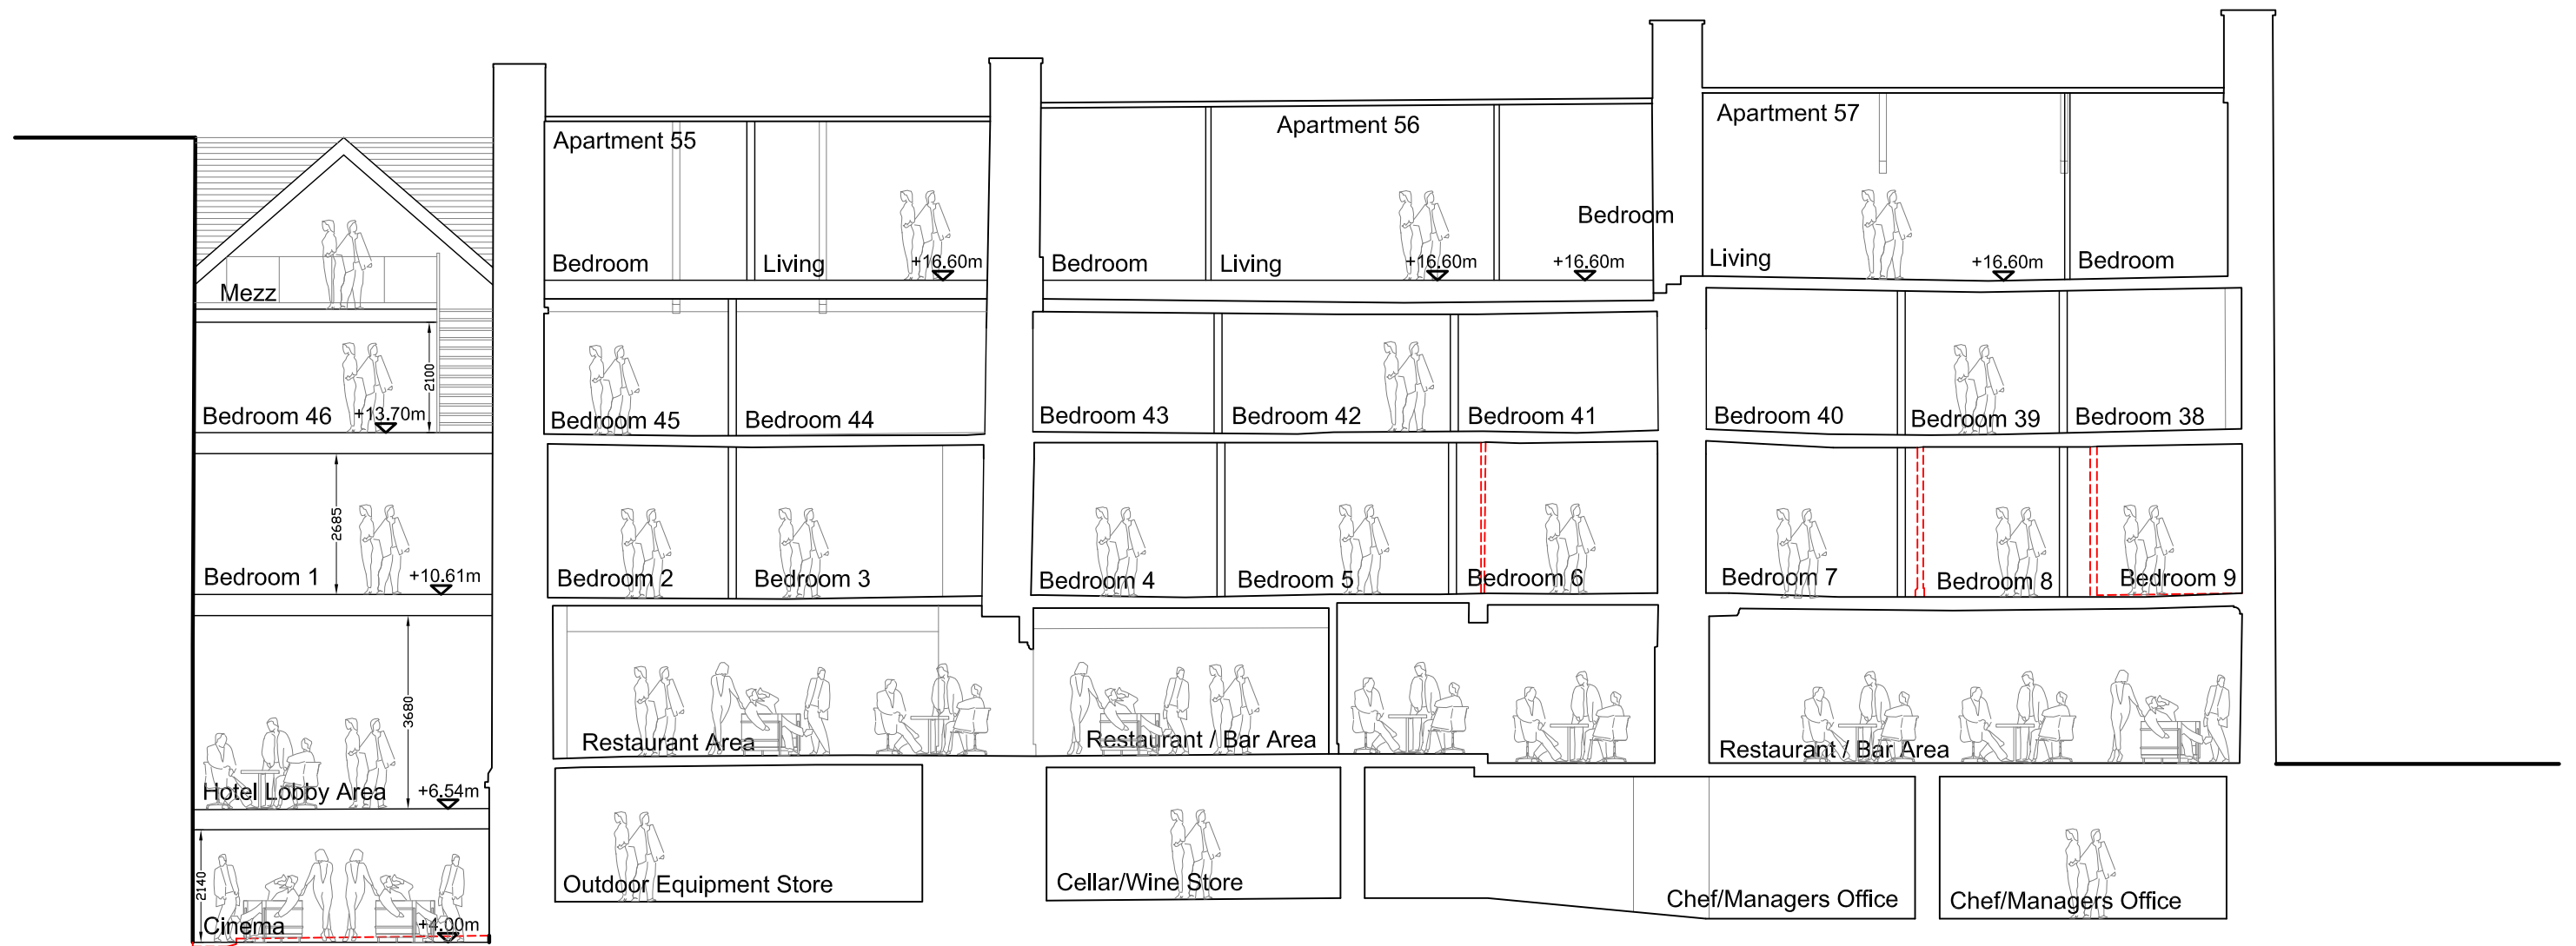 Apartment 55
Apartment 56
Apartment 57
Bedroom
Living
+16.60m
Bedroom
Living
+16.60m
Bedroom
+16.60m
Living
+16.60m
Bedroom
Mezz
2100
Bedroom 46
+13.70m
Bedroom 45
Bedroom 44
Bedroom 43
Bedroom 42
Bedroom 41
Bedroom 40
Bedroom 39
Bedroom 38
2685
Bedroom 1
+10.61m
Bedroom 2
Bedroom 3
Bedroom 4
Bedroom 5
Bedroom 6
Bedroom 7
Bedroom 8
Bedroom 9
3680
Hotel Lobby Area
+6.54m
Restaurant Area
Restaurant / Bar Area
Restaurant / Bar Area
2140
Cinema
+4.00m
Outdoor Equipment Store
Cellar/Wine Store
Chef/Managers Office
Chef/Managers Office